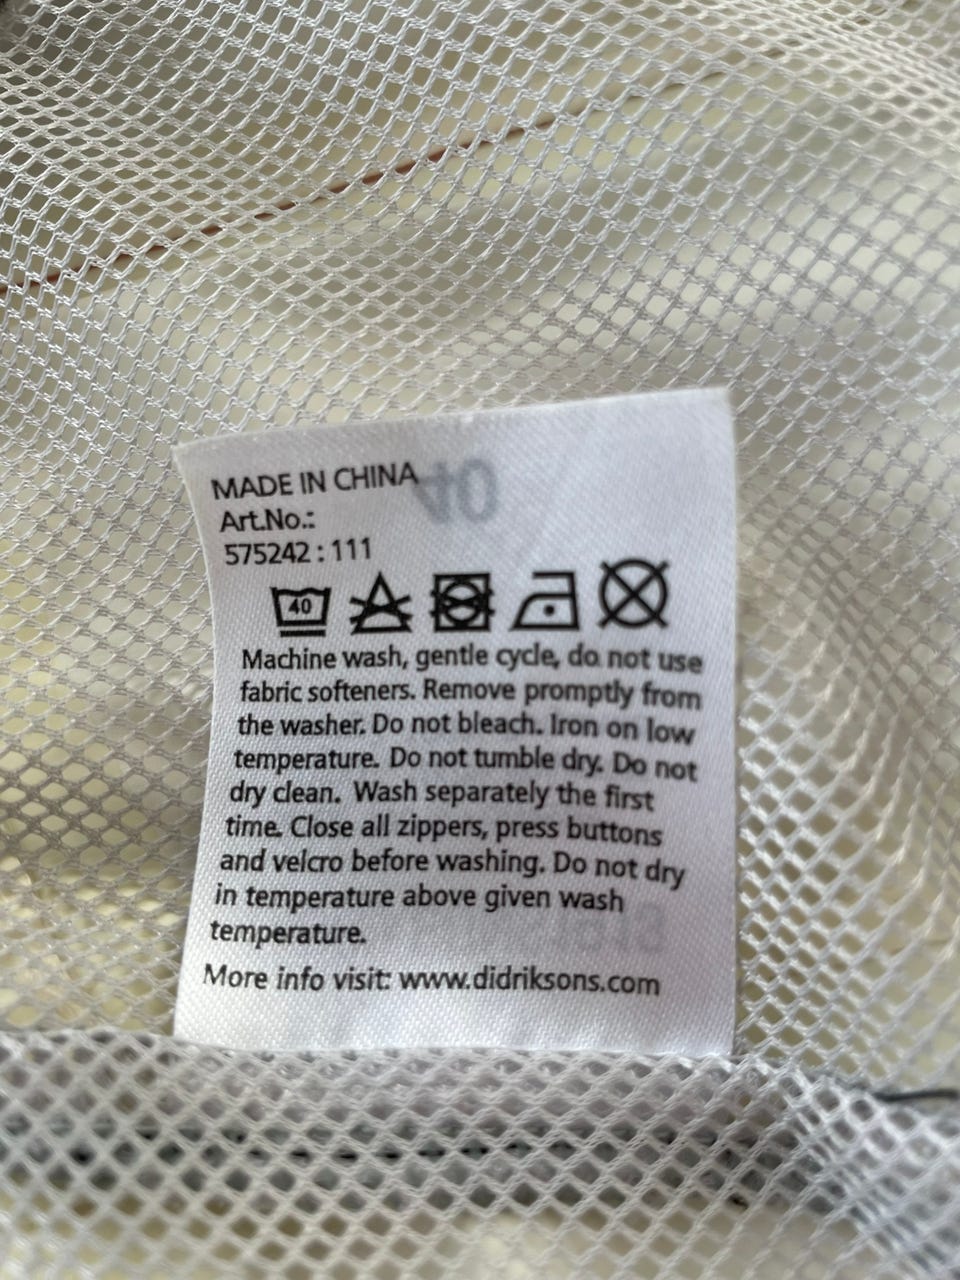 MADE IN CHINA
40
Art.No.:
575242 : 111
40
Machine wash, gentle cycle, do not use
fabric softeners. Remove promptly from
the washer. Do not bleach. Iron on low
temperature. Do not tumble dry. Do not
dry clean. Wash separately the first
time. Close all zippers, press buttons
and velcro before washing. Do not dry
in temperature above given wash
temperature.
More info visit: www.didriksons.com